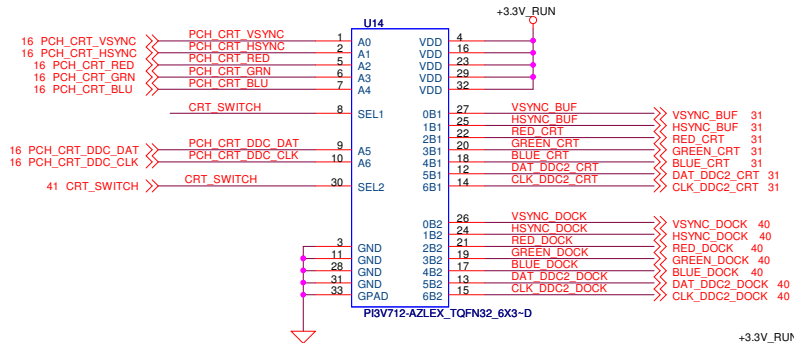 U14
+3.3V_RUN
16 PCH_CRT_VSYNC PCH_CRT_VSYNC 1 A0 VDD 4
16 PCH_CRT_HSYNC PCH_CRT_HSYNC 2 A1 VDD 16
16 PCH_CRT_RED PCH_CRT_RED 5 A2 VDD 23
16 PCH_CRT_GRN PCH_CRT_GRN 6 A3 VDD 29
16 PCH_CRT_BLU PCH_CRT_BLU 7 A4 VDD 32
CRT_SWITCH 8 SEL1 0B1 27 VSYNC_BUF VSYNC_BUF 31
1B1 25 HSYNC_BUF HSYNC_BUF 31
2B1 22 RED_CRT RED_CRT 31
16 PCH_CRT_DDC_DAT PCH_CRT_DDC_DAT 9 A5 3B1 20 GREEN_CRT GREEN_CRT 31
16 PCH_CRT_DDC_CLK PCH_CRT_DDC_CLK 10 A6 4B1 18 BLUE_CRT BLUE_CRT 31
5B1 12 DAT_DDC2_CRT DAT_DDC2_CRT 31
41 CRT_SWITCH CRT_SWITCH 30 SEL2 6B1 14 CLK_DDC2_CRT CLK_DDC2_CRT 31
0B2 26 VSYNC_DOCK VSYNC_DOCK 40
1B2 24 HSYNC_DOCK HSYNC_DOCK 40
3 GND 2B2 21 RED_DOCK RED_DOCK 40
11 GND 3B2 19 GREEN_DOCK GREEN_DOCK 40
28 GND 4B2 17 BLUE_DOCK BLUE_DOCK 40
31 GND 5B2 13 DAT_DDC2_DOCK DAT_DDC2_DOCK 40
33 GPAD 6B2 15 CLK_DDC2_DOCK CLK_DDC2_DOCK 40
PI3V712-AZLEX_TQFN32_6X3~D
+3.3V_RUN